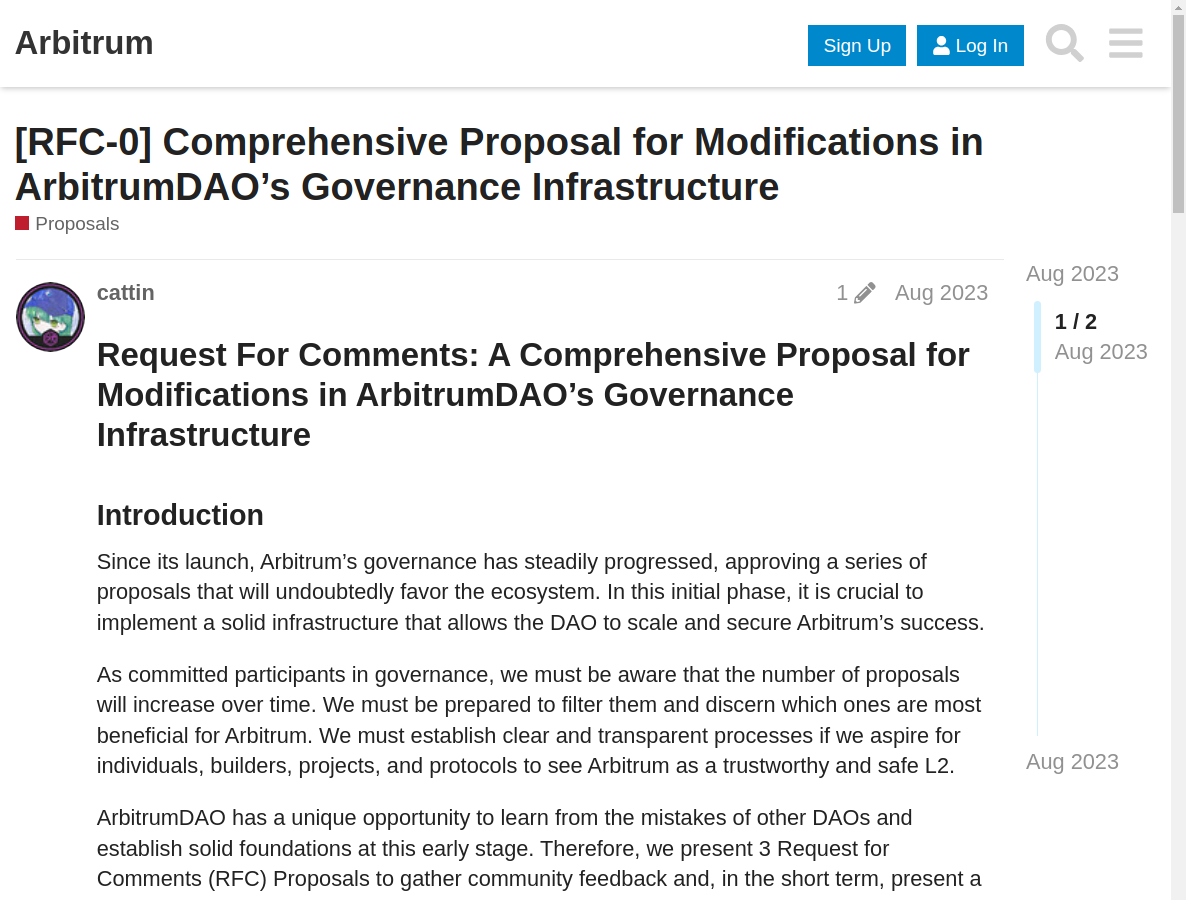 Arbitrum
Sign Up
Log In
[RFC-0] Comprehensive Proposal for Modifications in
ArbitrumDAO’s Governance Infrastructure
Proposals
cattin
1
Aug 2023
Request For Comments: A Comprehensive Proposal for
Modifications in ArbitrumDAO’s Governance
Infrastructure
Introduction
Since its launch, Arbitrum’s governance has steadily progressed, approving a series of
proposals that will undoubtedly favor the ecosystem. In this initial phase, it is crucial to
implement a solid infrastructure that allows the DAO to scale and secure Arbitrum’s success.
As committed participants in governance, we must be aware that the number of proposals
will increase over time. We must be prepared to filter them and discern which ones are most
beneficial for Arbitrum. We must establish clear and transparent processes if we aspire for
individuals, builders, projects, and protocols to see Arbitrum as a trustworthy and safe L2.
ArbitrumDAO has a unique opportunity to learn from the mistakes of other DAOs and
establish solid foundations at this early stage. Therefore, we present 3 Request for
Comments (RFC) Proposals to gather community feedback and, in the short term, present a
Aug 2023
1 / 2
Aug 2023
Aug 2023